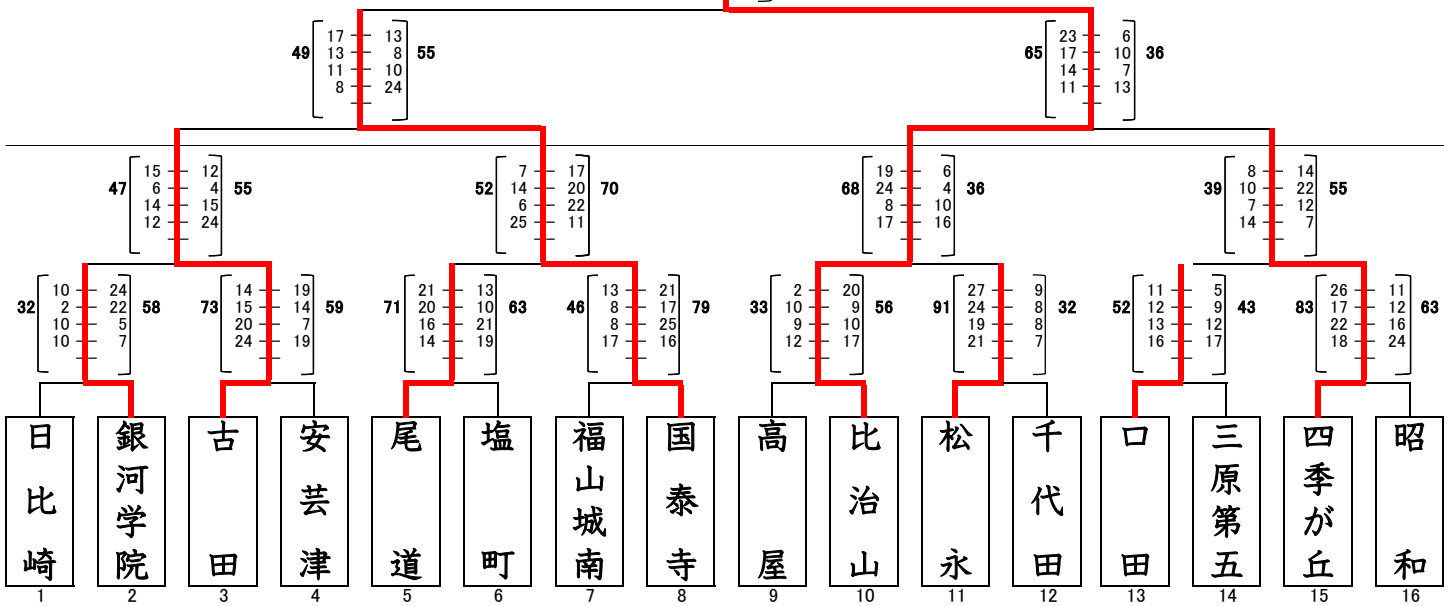 17 13
49 13 8 55
11 10
8 24
23 6
65 17 10 36
14 7
11 13
15 12
47 6 4 55
14 15
12 24
7 17
52 14 20 70
6 22
25 11
19 6
68 24 4 36
8 10
17 16
8 14
39 10 22 55
7 12
14 7
10 24
32 2 22 58
10 5
10 7
14 19
73 15 14 59
20 7
24 19
21 13
71 20 10 63
16 21
14 19
13 21
46 8 17 79
8 25
17 16
2 20
33 10 9 56
9 10
12 17
27 9
91 24 8 32
19 8
21 7
11 5
52 12 9 43
13 12
16 17
26 11
83 17 12 63
22 16
18 24
日比崎
銀河学院
古田
安芸津
尾道
塩町
福山城南
国泰寺
高屋
比治山
松永
千代田
口田
三原第五
四季が丘
昭和
1 2 3 4 5 6 7 8 9 10 11 12 13 14 15 16